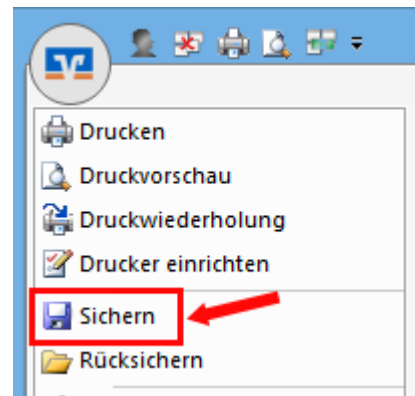 Drucken
Druckvorschau
Druckwiederholung
Drucker einrichten
Sichern
Rücksichern